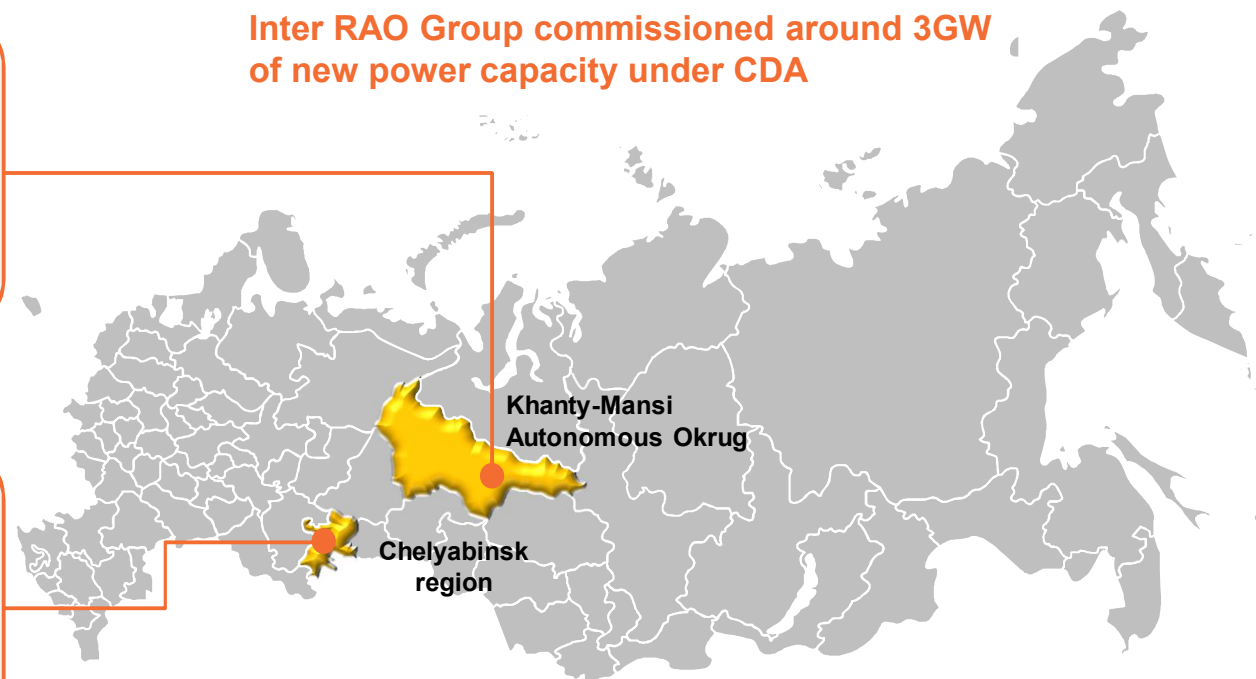 Inter RAO Group commissioned around 3GW
of new power capacity under CDA
Khanty-Mansi
Autonomous Okrug
Chelyabinsk
region